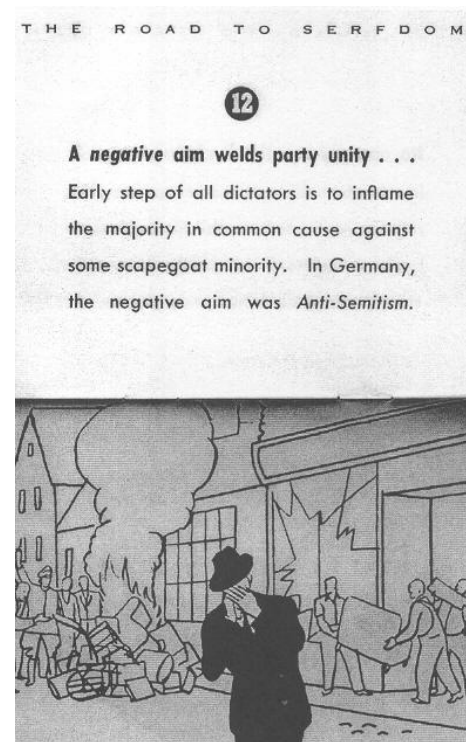 THE ROAD TO SERFDOM
12
A negative aim welds party unity . . .
Early step of all dictators is to inflame
the majority in common cause against
some scapegoat minority. In Germany,
the negative aim was Anti-Semitism.